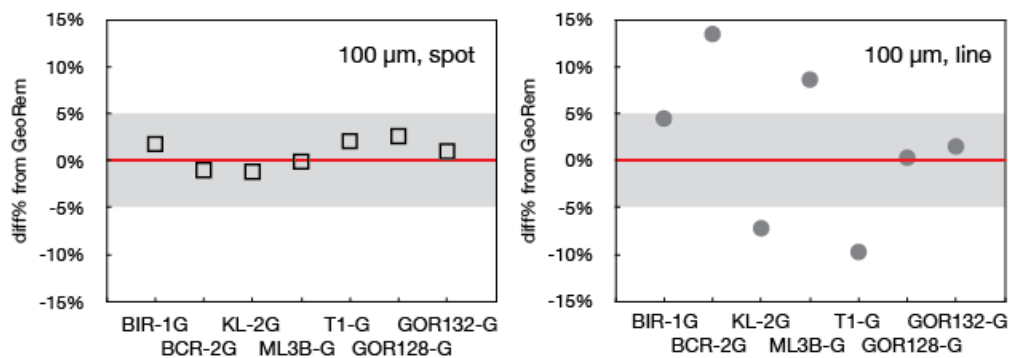 15%
10%
5%
0%
-5%
-10%
-15%
diff% from GeoRem
100 µm, spot
BIR-1G KL-2G T1-G GOR132-G
BCR-2G ML3B-G GOR128-G
15%
10%
5%
0%
-5%
-10%
-15%
diff% from GeoRem
100 µm, line
BIR-1G KL-2G T1-G GOR132-G
BCR-2G ML3B-G GOR128-G